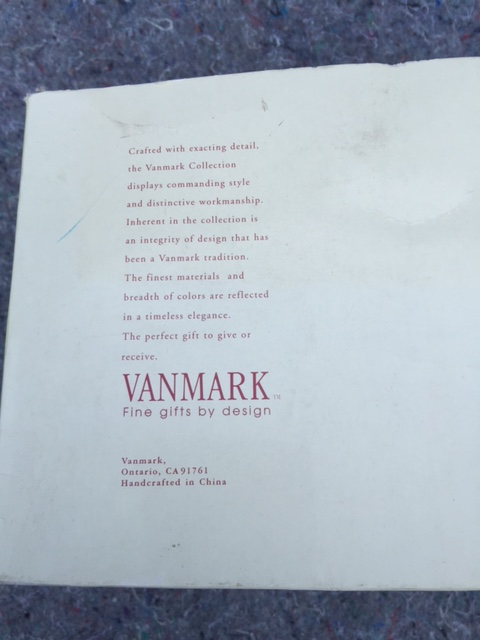 Crafted with exacting detail,
the Vanmark Collection
displays commanding style
and distinctive workmanship.
Inherent in the collection is
an integrity of design that has
been a Vanmark tradition.
The finest materials and
breadth of colors are reflected
in a timeless elegance.
The perfect gift to give or
receive.
VANMARK™
Fine gifts by design
Vanmark,
Ontario, CA 91761
Handcrafted in China